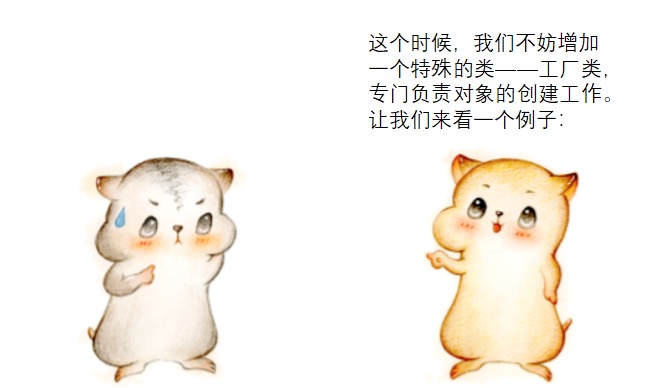 这个时候，我们不妨增加
一个特殊的类——工厂类，
专门负责对象的创建工作。
让我们来看一个例子：